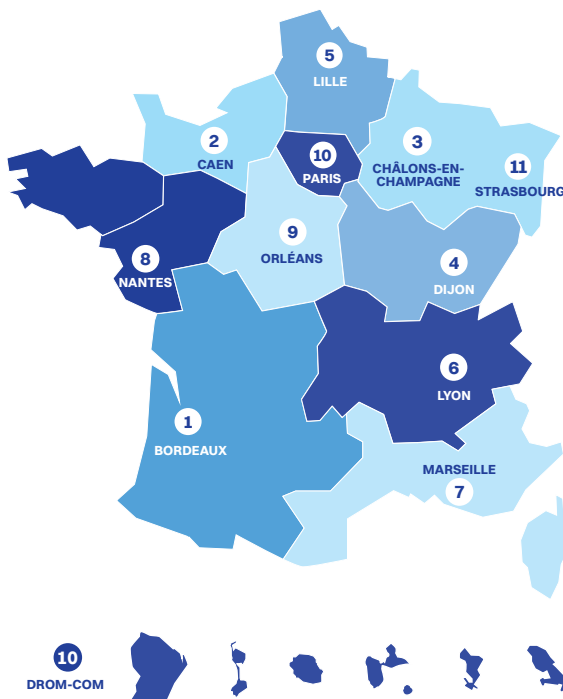 5
LILLE
2
CAEN
3
CHÂLONS-EN-
CHAMPAGNE
10
PARIS
11
STRASBOURG
9
ORLÉANS
8
NANTES
4
DIJON
6
LYON
1
BORDEAUX
MARSEILLE
7
10
DROM-COM